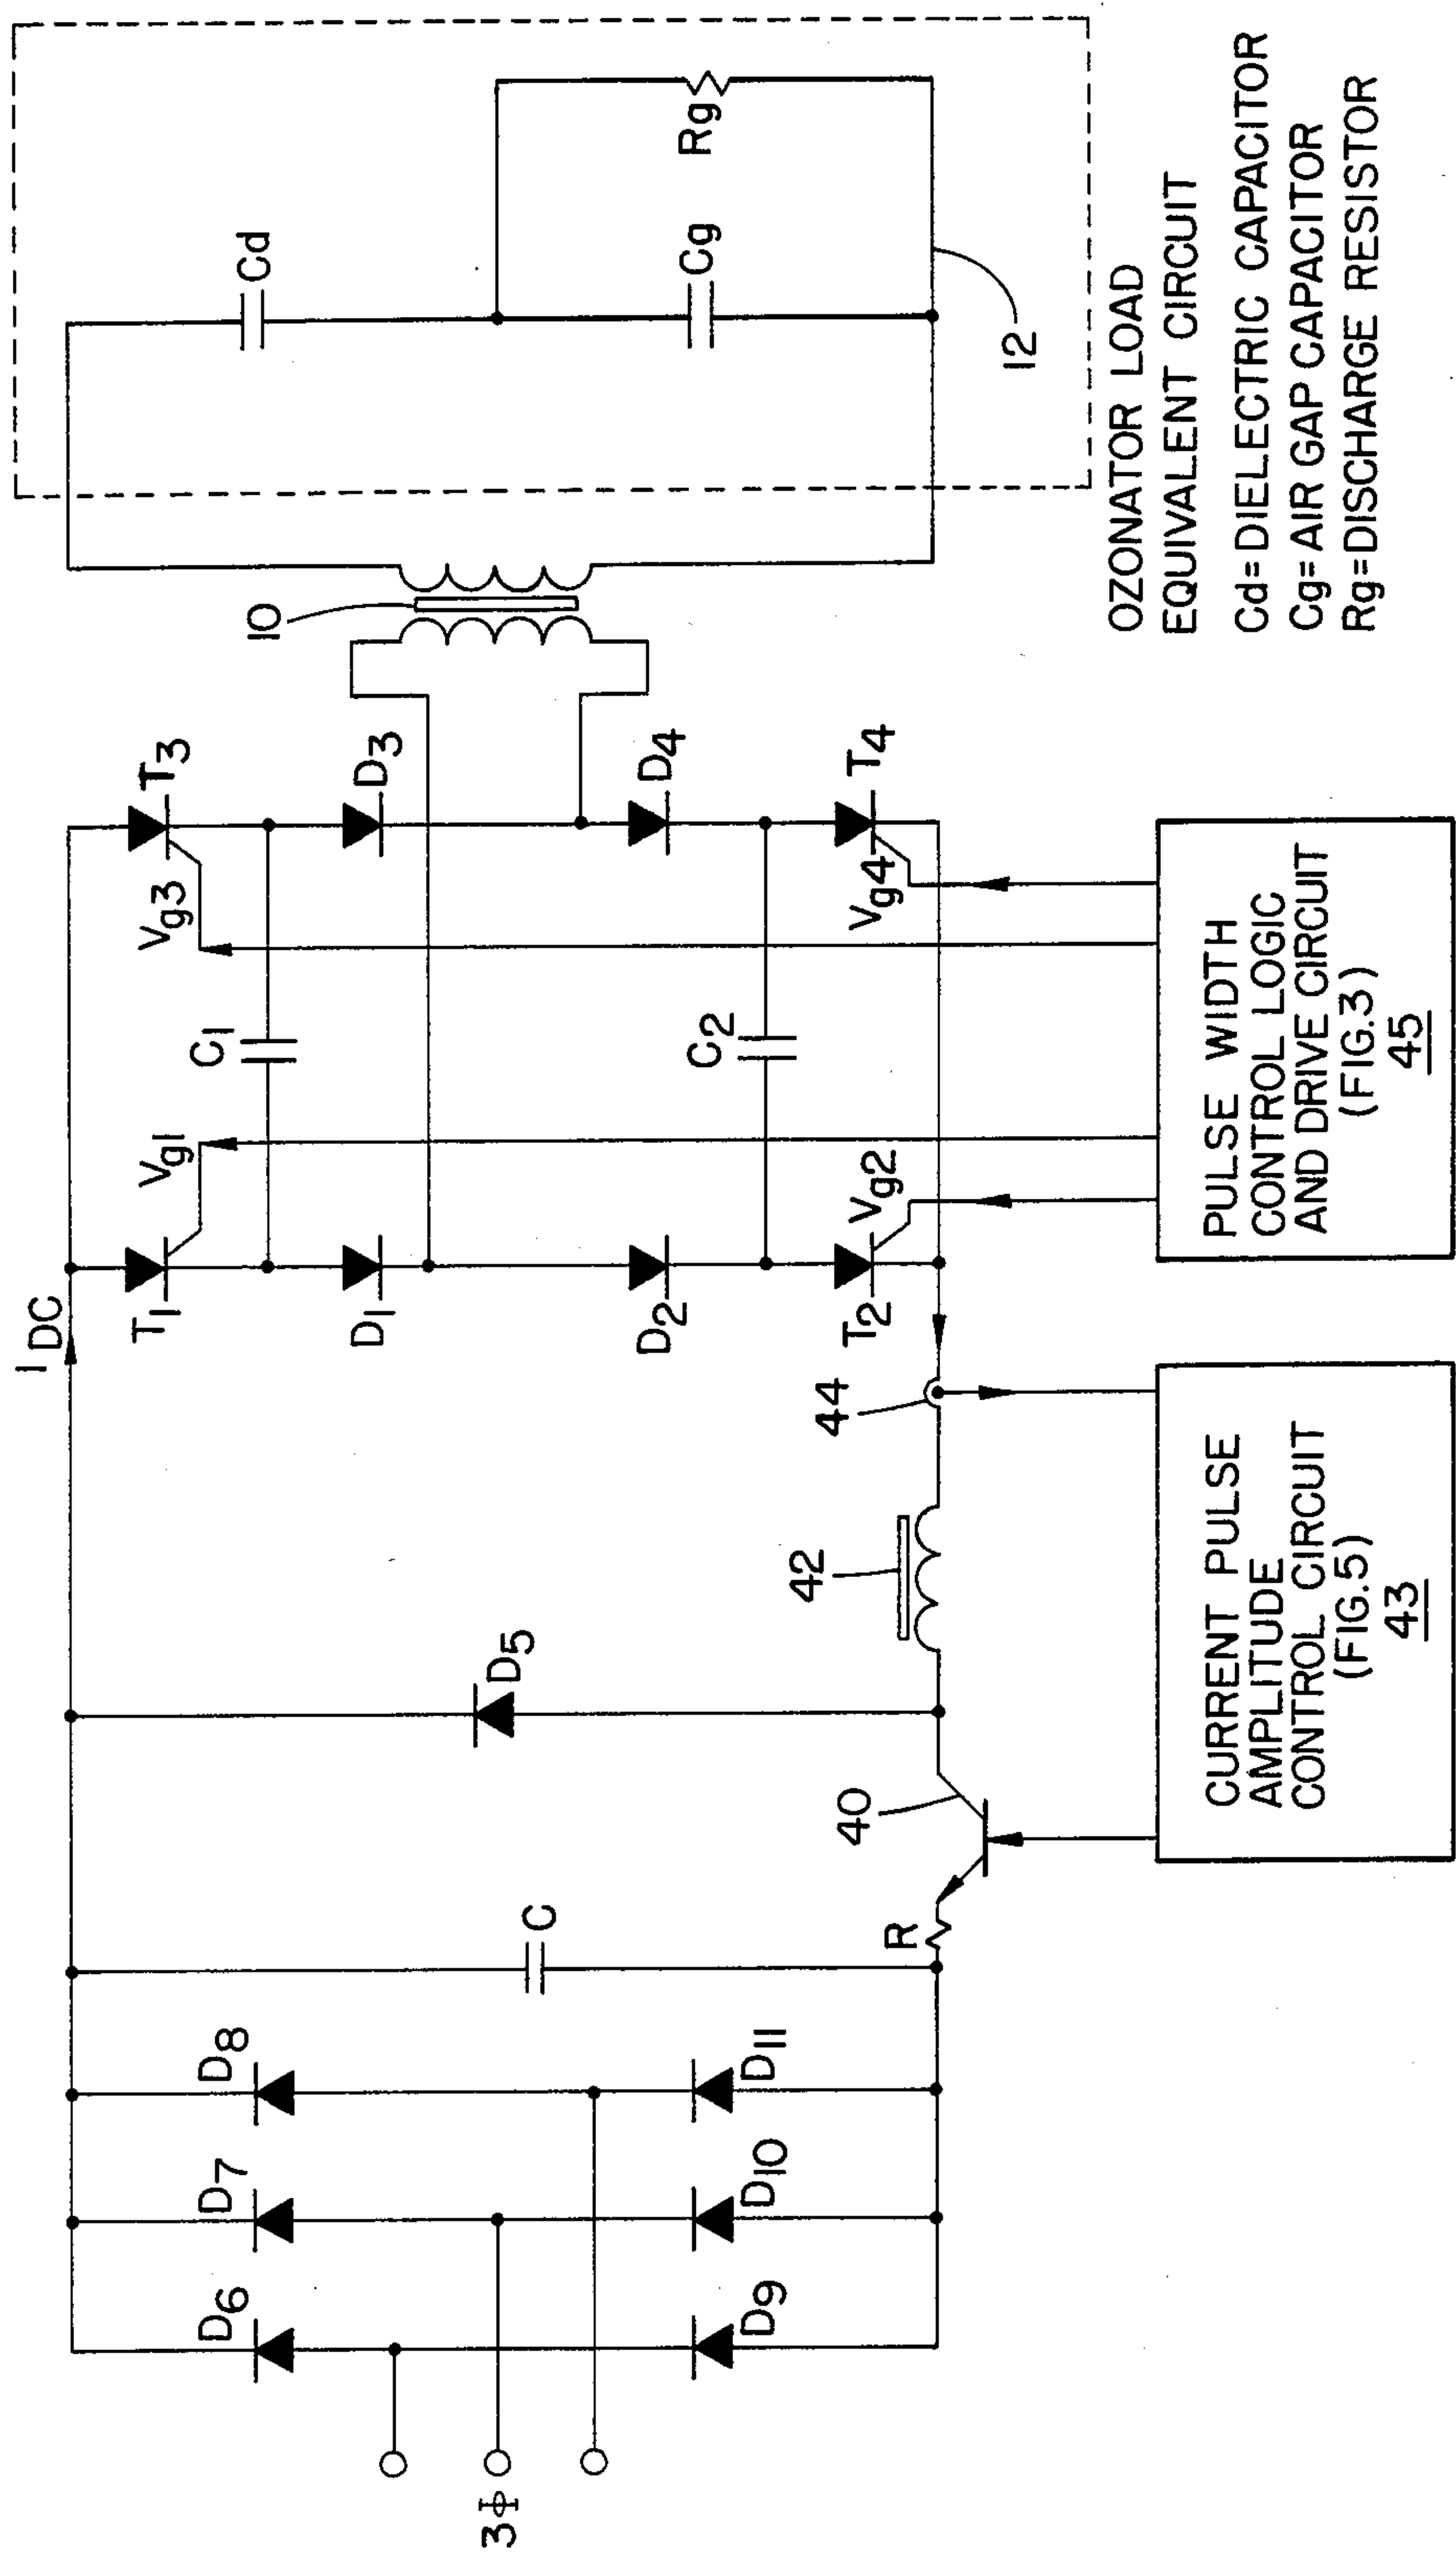 3Φ
D6
D7
D8
D9
D10
D11
C
R
40
D5
42
44
IDC
T1
Vg1
T3
Vg3
C1
D1
D3
D2
D4
C2
T2
Vg2
T4
Vg4
10
Cd
Cg
Rg
12
CURRENT PULSE
AMPLITUDE
CONTROL CIRCUIT
(FIG.5)
43
PULSE WIDTH
CONTROL LOGIC
AND DRIVE CIRCUIT
(FIG.3)
45
OZONATOR LOAD
EQUIVALENT CIRCUIT
Cd=DIELECTRIC CAPACITOR
Cg=AIR GAP CAPACITOR
Rg=DISCHARGE RESISTOR